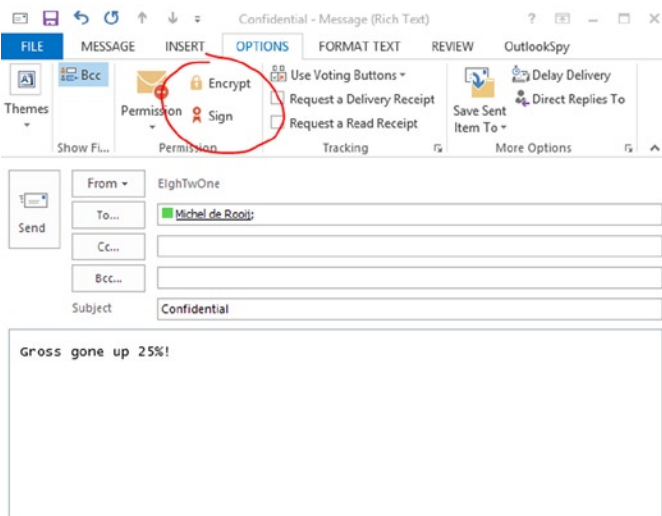 Confidential - Message (Rich Text)
FILE MESSAGE INSERT OPTIONS FORMAT TEXT REVIEW OutlookSpy
Themes
Bcc
Show Fi...
Permission
Encrypt
Sign
Permission
Use Voting Buttons
Request a Delivery Receipt
Request a Read Receipt
Tracking
Save Sent
Item To
Delay Delivery
Direct Replies To
More Options
Send
From EIghTwOne
To... Michel de Rooij;
Cc...
Bcc...
Subject Confidential
Gross gone up 25%!